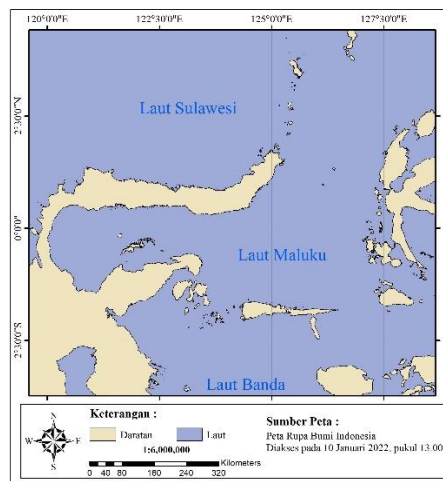 120°0'0"E 122°30'0"E 125°0'0"E 127°30'0"E
2°30'0"N
Laut Sulawesi
0°0'0"
Laut Maluku
2°30'0"S
Laut Banda
N
W E
S
Keterangan :
Daratan Laut
1:6,000,000
Kilometers
0 40 80 160 240 320
Sumber Peta :
Peta Rupa Bumi Indonesia
Diakses pada 10 Januari 2022, pukul 13.00